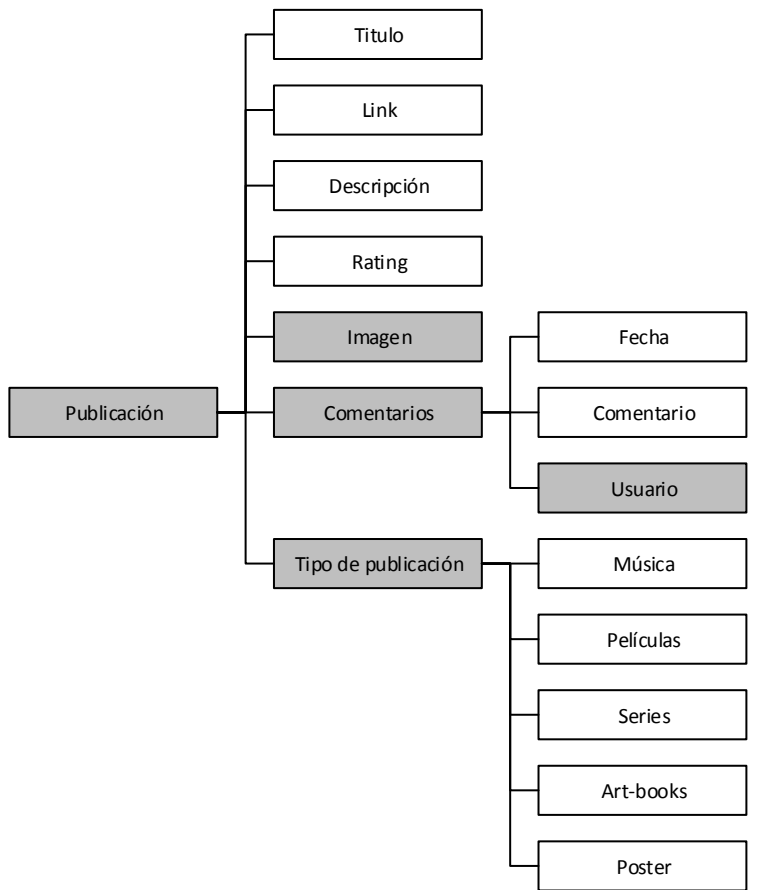 Titulo
Link
Descripción
Rating
Imagen
Fecha
Publicación
Comentarios
Comentario
Usuario
Tipo de publicación
Música
Películas
Series
Art-books
Poster